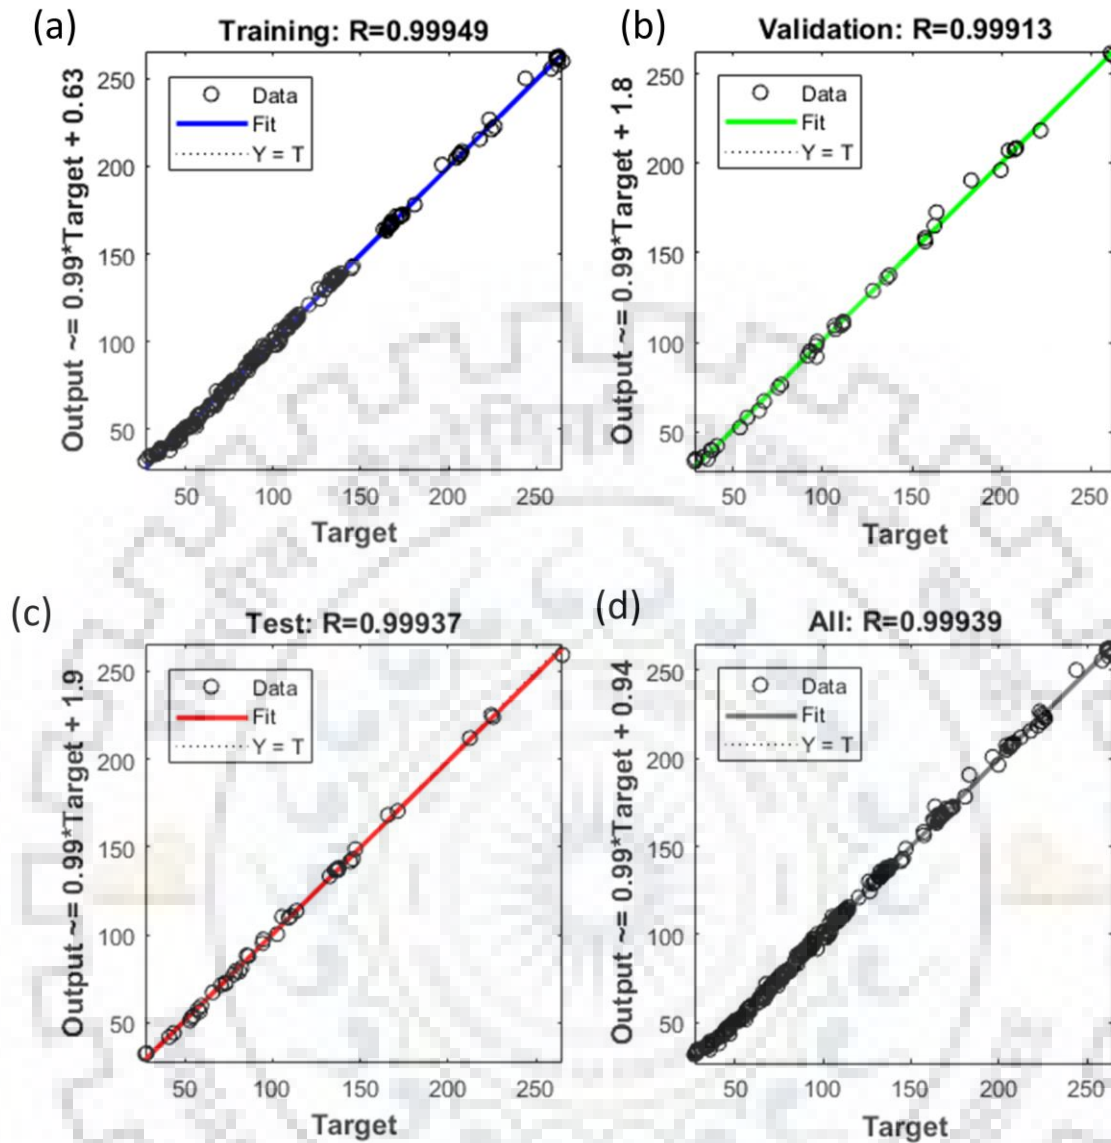 (a)
Training: R=0.99949
Output ~= 0.99*Target + 0.63
250
200
150
100
50
Data
Fit
Y = T
50
100
150
200
250
Target
(b)
Validation: R=0.99913
Output ~= 0.99*Target + 1.8
250
200
150
100
50
Data
Fit
Y = T
50
100
150
200
250
Target
(c)
Test: R=0.99937
Output ~= 0.99*Target + 1.9
250
200
150
100
50
Data
Fit
Y = T
50
100
150
200
250
Target
(d)
All: R=0.99939
Output ~= 0.99*Target + 0.94
250
200
150
100
50
Data
Fit
Y = T
50
100
150
200
250
Target